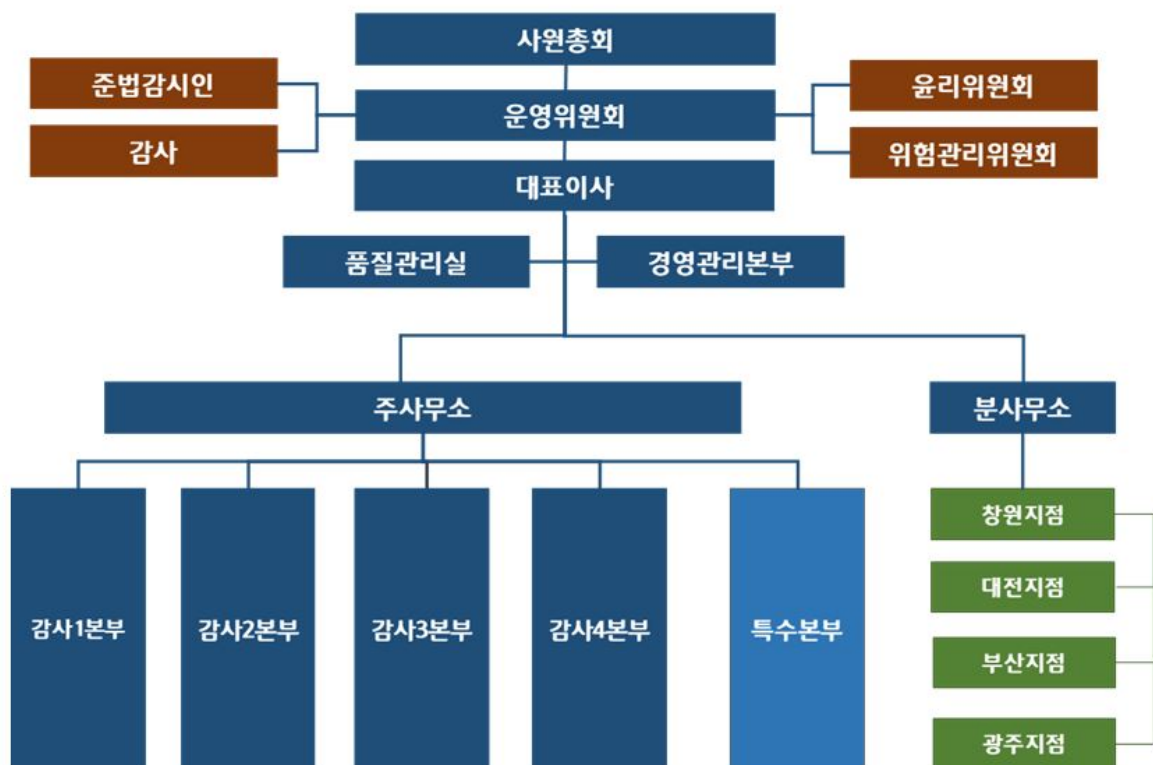 사원총회
준법감시인
윤리위원회
운영위원회
감사
위험관리위원회
대표이사
품질관리실
경영관리본부
주사무소
분사무소
감사1본부
감사2본부
감사3본부
감사4본부
특수본부
창원지점
대전지점
부산지점
광주지점